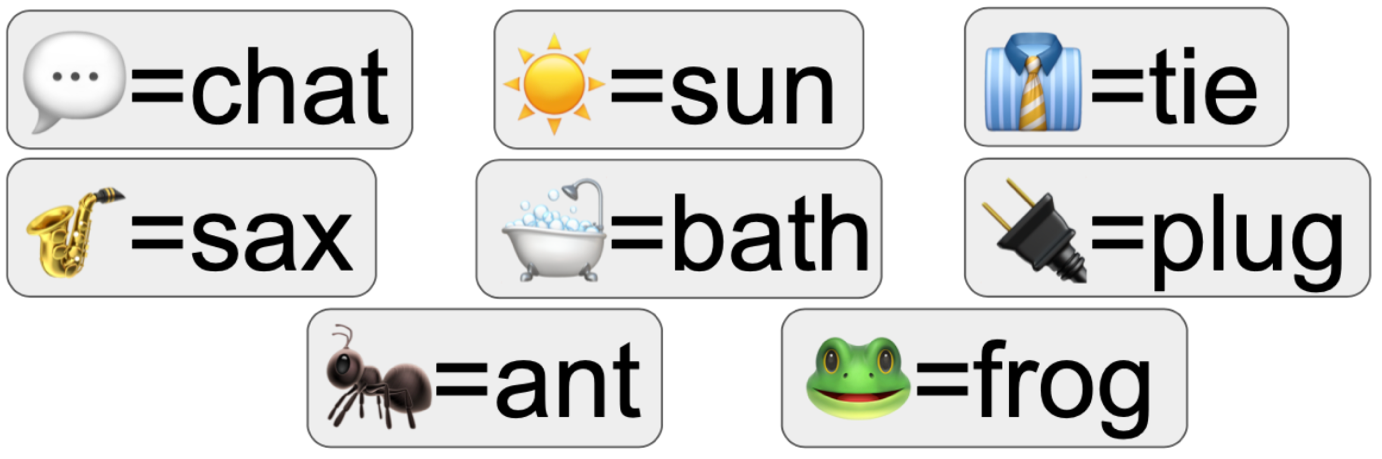 💬=chat ☀️=sun 👔=tie
🎷=sax 🛁=bath 🔌=plug
🐜=ant 🐸=frog